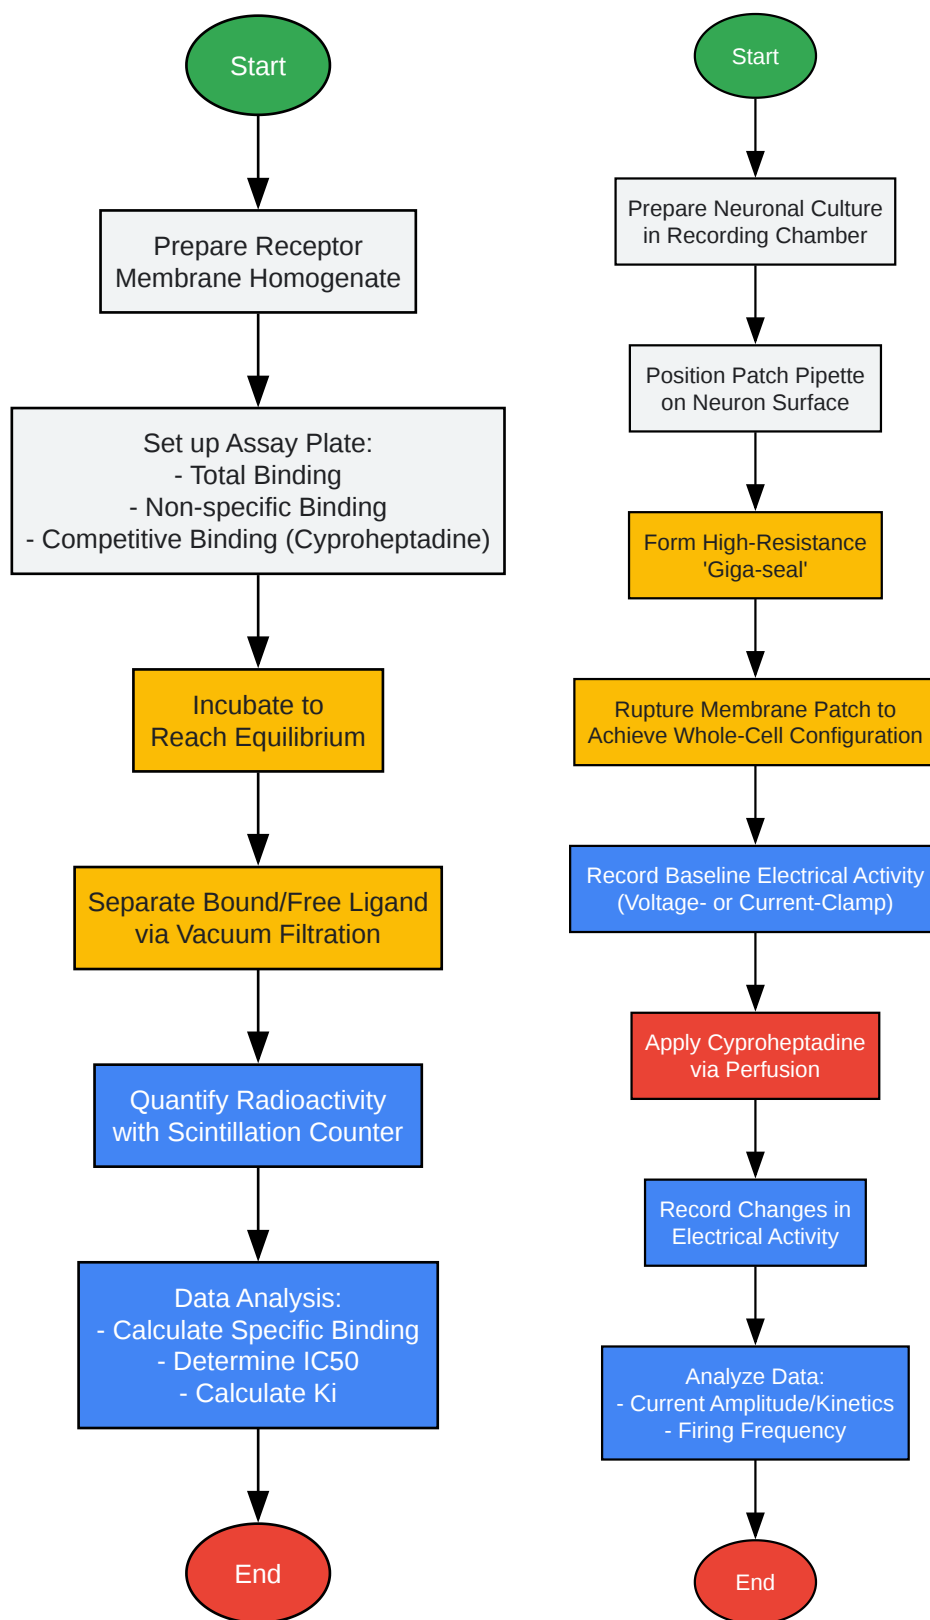 Start
Prepare Receptor
Membrane Homogenate
Set up Assay Plate:
- Total Binding
- Non-specific Binding
- Competitive Binding (Cyproheptadine)
Incubate to
Reach Equilibrium
Separate Bound/Free Ligand
via Vacuum Filtration
Quantify Radioactivity
with Scintillation Counter
Data Analysis:
- Calculate Specific Binding
- Determine IC50
- Calculate Ki
End
Start
Prepare Neuronal Culture
in Recording Chamber
Position Patch Pipette
on Neuron Surface
Form High-Resistance
'Giga-seal'
Rupture Membrane Patch to
Achieve Whole-Cell Configuration
Record Baseline Electrical Activity
(Voltage- or Current-Clamp)
Apply Cyproheptadine
via Perfusion
Record Changes in
Electrical Activity
Analyze Data:
- Current Amplitude/Kinetics
- Firing Frequency
End